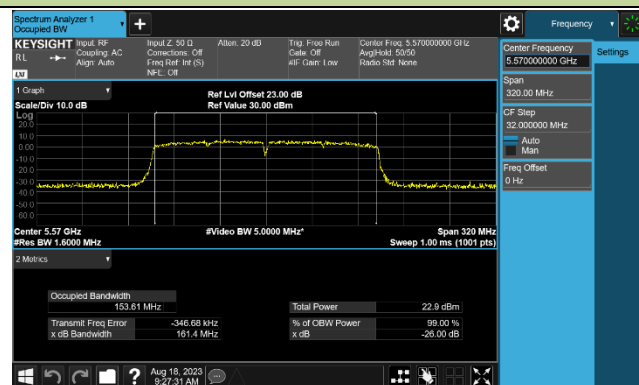 Spectrum Analyzer 1
Occupied BW
+
Frequency
KEYSIGHT
RL
Input: RF
Coupling: AC
Align: Auto
Input Z: 50 Ω
Corrections: Off
Freq Ref: Int (S)
NFE: Off
Atten: 20 dB
Trig: Free Run
Gate: Off
#IF Gain: Low
Center Freq: 5.570000000 GHz
Avg|Hold: 50/50
Radio Std: None
LXI
Center Frequency
5.570000000 GHz
Settings
Span
320.00 MHz
CF Step
32.000000 MHz
Auto
Man
Freq Offset
0 Hz
1 Graph
Scale/Div 10.0 dB
Ref Lvl Offset 23.00 dB
Ref Value 30.00 dBm
Log
20.0
10.0
0.00
-10.0
-20.0
-30.0
-40.0
-50.0
-60.0
Center 5.57 GHz
#Res BW 1.6000 MHz
#Video BW 5.0000 MHz*
Span 320 MHz
Sweep 1.00 ms (1001 pts)
2 Metrics
Occupied Bandwidth
153.61 MHz
Total Power 22.9 dBm
Transmit Freq Error -346.68 kHz
% of OBW Power 99.00 %
x dB Bandwidth 161.4 MHz
x dB -26.00 dB
?
Aug 18, 2023
9:27:31 AM